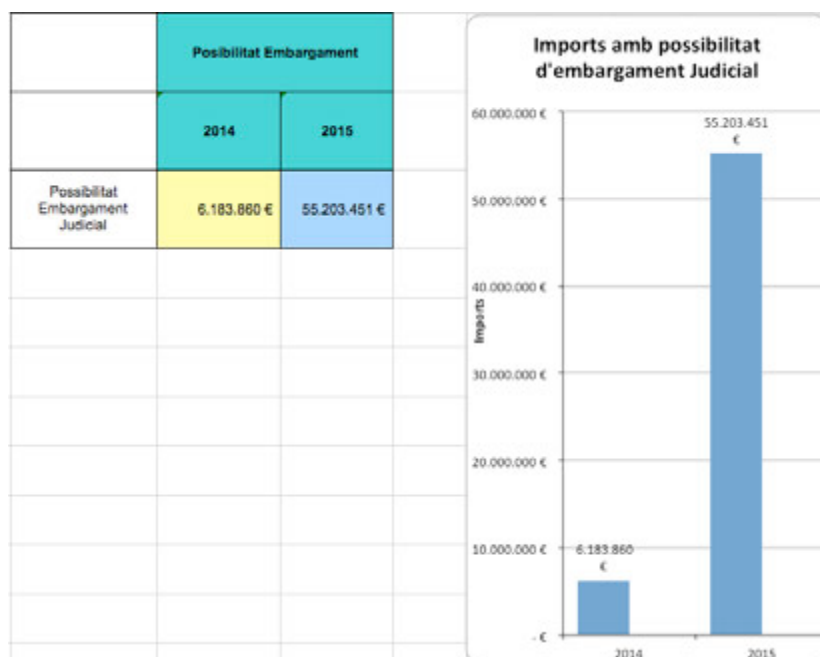 Posibilitat Embargament
2014 2015
Possibilitat
Embargament
Judicial
6.183.860 € 55.203.451 €
Imports amb possibilitat
d'embargament Judicial
Imports
60.000.000 €
50.000.000 €
40.000.000 €
30.000.000 €
20.000.000 €
10.000.000 €
- €
55.203.451
€
6.183.860
€
2014 2015